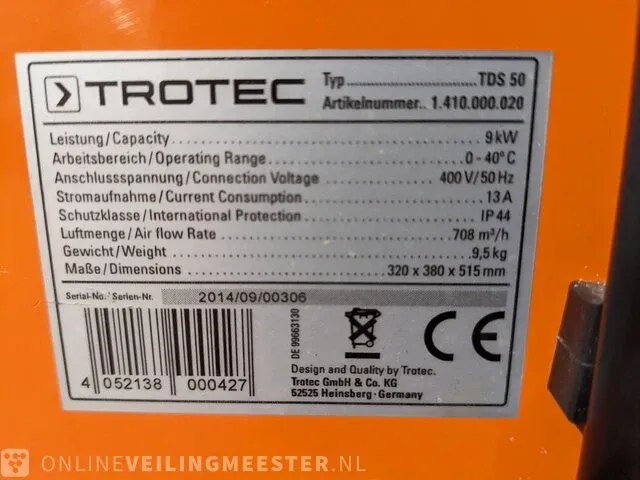 TROTEC
Typ.......................................TDS 50
Artikelnummer.. 1.410.000.020
Leistung/Capacity ....................................... 9 kW
Arbeitsbereich/Operating Range ....................................... 0 - 40° C
Anschlussspannung/Connection Voltage ....................................... 400 V/50 Hz
Stromaufnahme/Current Consumption ....................................... 13 A
Schutzklasse/International Protection ....................................... IP 44
Luftmenge/Air flow Rate ....................................... 708 m³/h
Gewicht/Weight ....................................... 9,5 kg
Maße/Dimensions ....................................... 320 x 380 x 515 mm
Serial-No./Serien-Nr. 2014/09/00306
DE 99663130
CE
4 052138 000427
Design and Quality by Trotec.
Trotec GmbH & Co. KG
52525 Heinsberg · Germany
ONLINEVEILINGMEESTER.NL